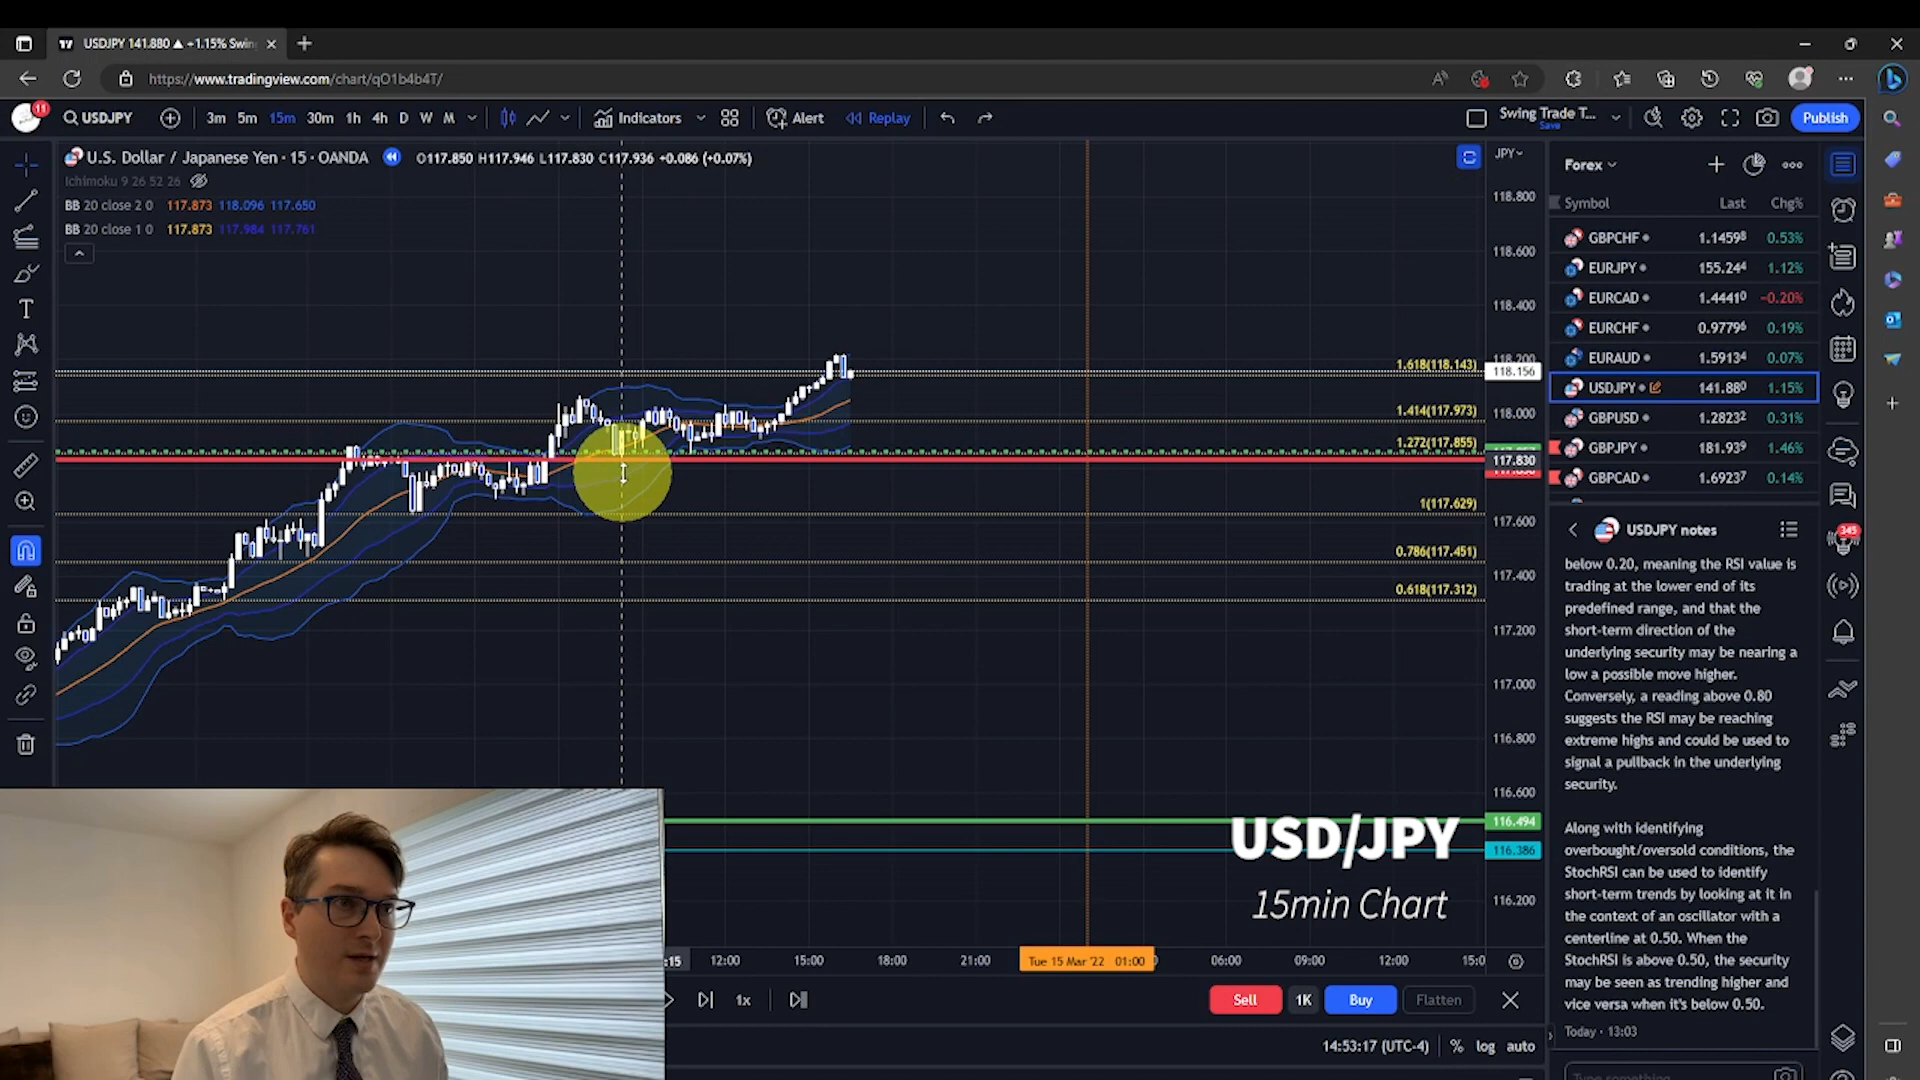 USDJPY 141.880 ▲ +1.15% Swin
https://www.tradingview.com/chart/qO1b4b4T/
11
USDJPY
3m 5m 15m 30m 1h 4h D W M
Indicators
Alert
Replay
Swing Trade T...
Save
Publish
U.S. Dollar / Japanese Yen · 15 · OANDA
O117.850 H117.946 L117.830 C117.936 +0.086 (+0.07%)
Ichimoku 9 26 52 26
BB 20 close 2 0 117.873 118.096 117.650
BB 20 close 1 0 117.873 117.984 117.761
JPY
118.800
118.600
118.400
118.200
118.156
118.000
117.830
117.600
117.400
117.200
117.000
116.800
116.600
116.494
116.386
116.200
1.618(118.143)
1.414(117.973)
1.272(117.855)
1(117.629)
0.786(117.451)
0.618(117.312)
USD/JPY
15min Chart
:15 12:00 15:00 18:00 21:00 Tue 15 Mar '22 01:00 06:00 09:00 12:00 15:0
1x
Sell 1K Buy Flatten
14:53:17 (UTC-4) % log auto
Forex
Symbol Last Chg%
GBPCHF 1.14598 0.53%
EURJPY 155.244 1.12%
EURCAD 1.44410 −0.20%
EURCHF 0.97796 0.19%
EURAUD 1.59134 0.07%
USDJPY 141.880 1.15%
GBPUSD 1.28232 0.31%
GBPJPY 181.939 1.46%
GBPCAD 1.69237 0.14%
USDJPY notes
345
below 0.20, meaning the RSI value is
trading at the lower end of its
predefined range, and that the
short-term direction of the
underlying security may be nearing a
low a possible move higher.
Conversely, a reading above 0.80
suggests the RSI may be reaching
extreme highs and could be used to
signal a pullback in the underlying
security.
Along with identifying
overbought/oversold conditions, the
StochRSI can be used to identify
short-term trends by looking at it in
the context of an oscillator with a
centerline at 0.50. When the
StochRSI is above 0.50, the security
may be seen as trending higher and
vice versa when it's below 0.50.
Today · 13:03